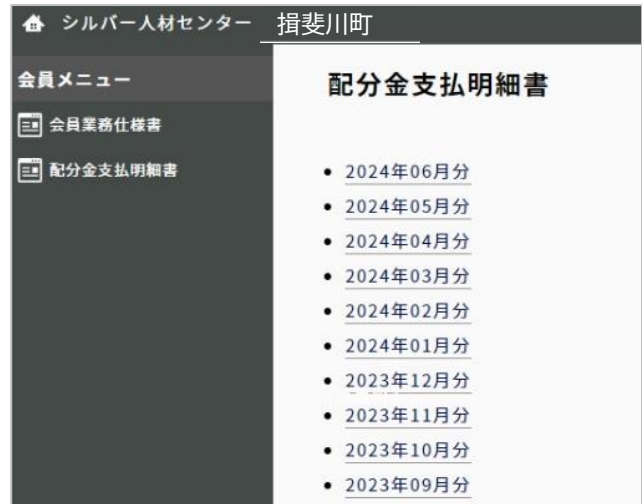 シルバー人材センター 揖斐川町
会員メニュー
会員業務仕様書
配分金支払明細書
配分金支払明細書
• 2024年06月分
• 2024年05月分
• 2024年04月分
• 2024年03月分
• 2024年02月分
• 2024年01月分
• 2023年12月分
• 2023年11月分
• 2023年10月分
• 2023年09月分